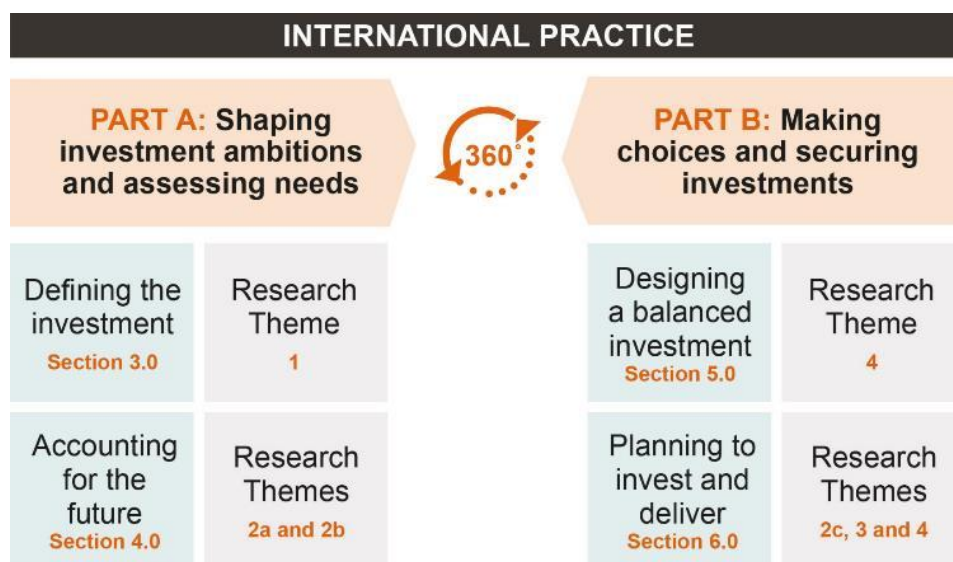 INTERNATIONAL PRACTICE
PART A: Shaping
investment ambitions
and assessing needs
360°
PART B: Making
choices and securing
investments
Defining the
investment
Section 3.0
Research
Theme
1
Designing
a balanced
investment
Section 5.0
Research
Theme
4
Accounting
for the
future
Section 4.0
Research
Themes
2a and 2b
Planning to
invest and
deliver
Section 6.0
Research
Themes
2c, 3 and 4